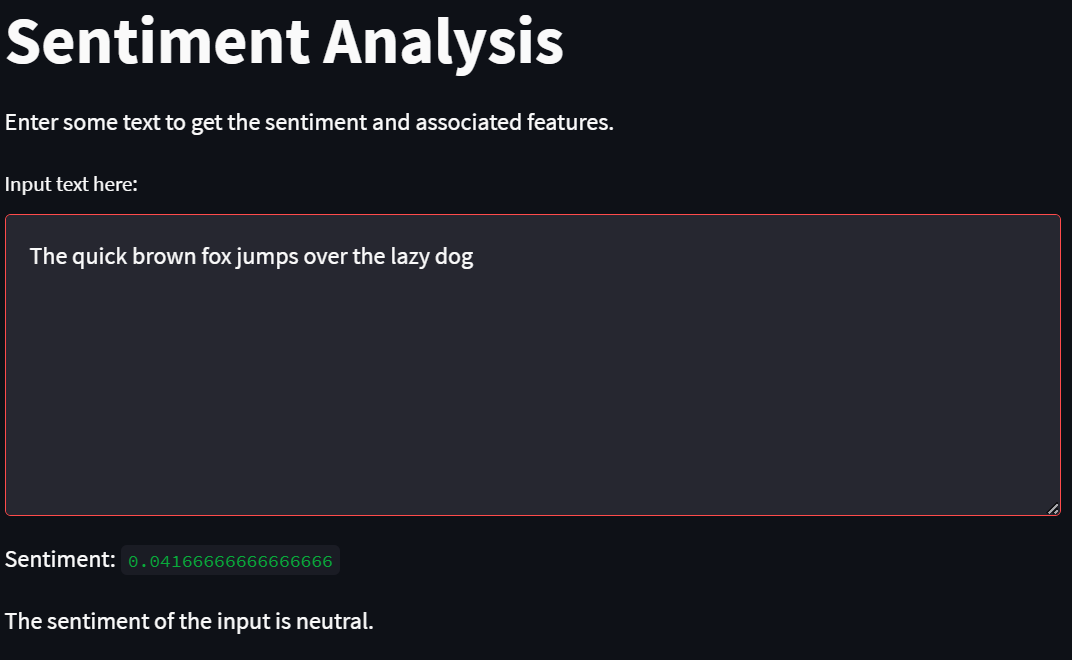 Sentiment Analysis
Enter some text to get the sentiment and associated features.
Input text here:
The quick brown fox jumps over the lazy dog
Sentiment: 0.04166666666666666
The sentiment of the input is neutral.